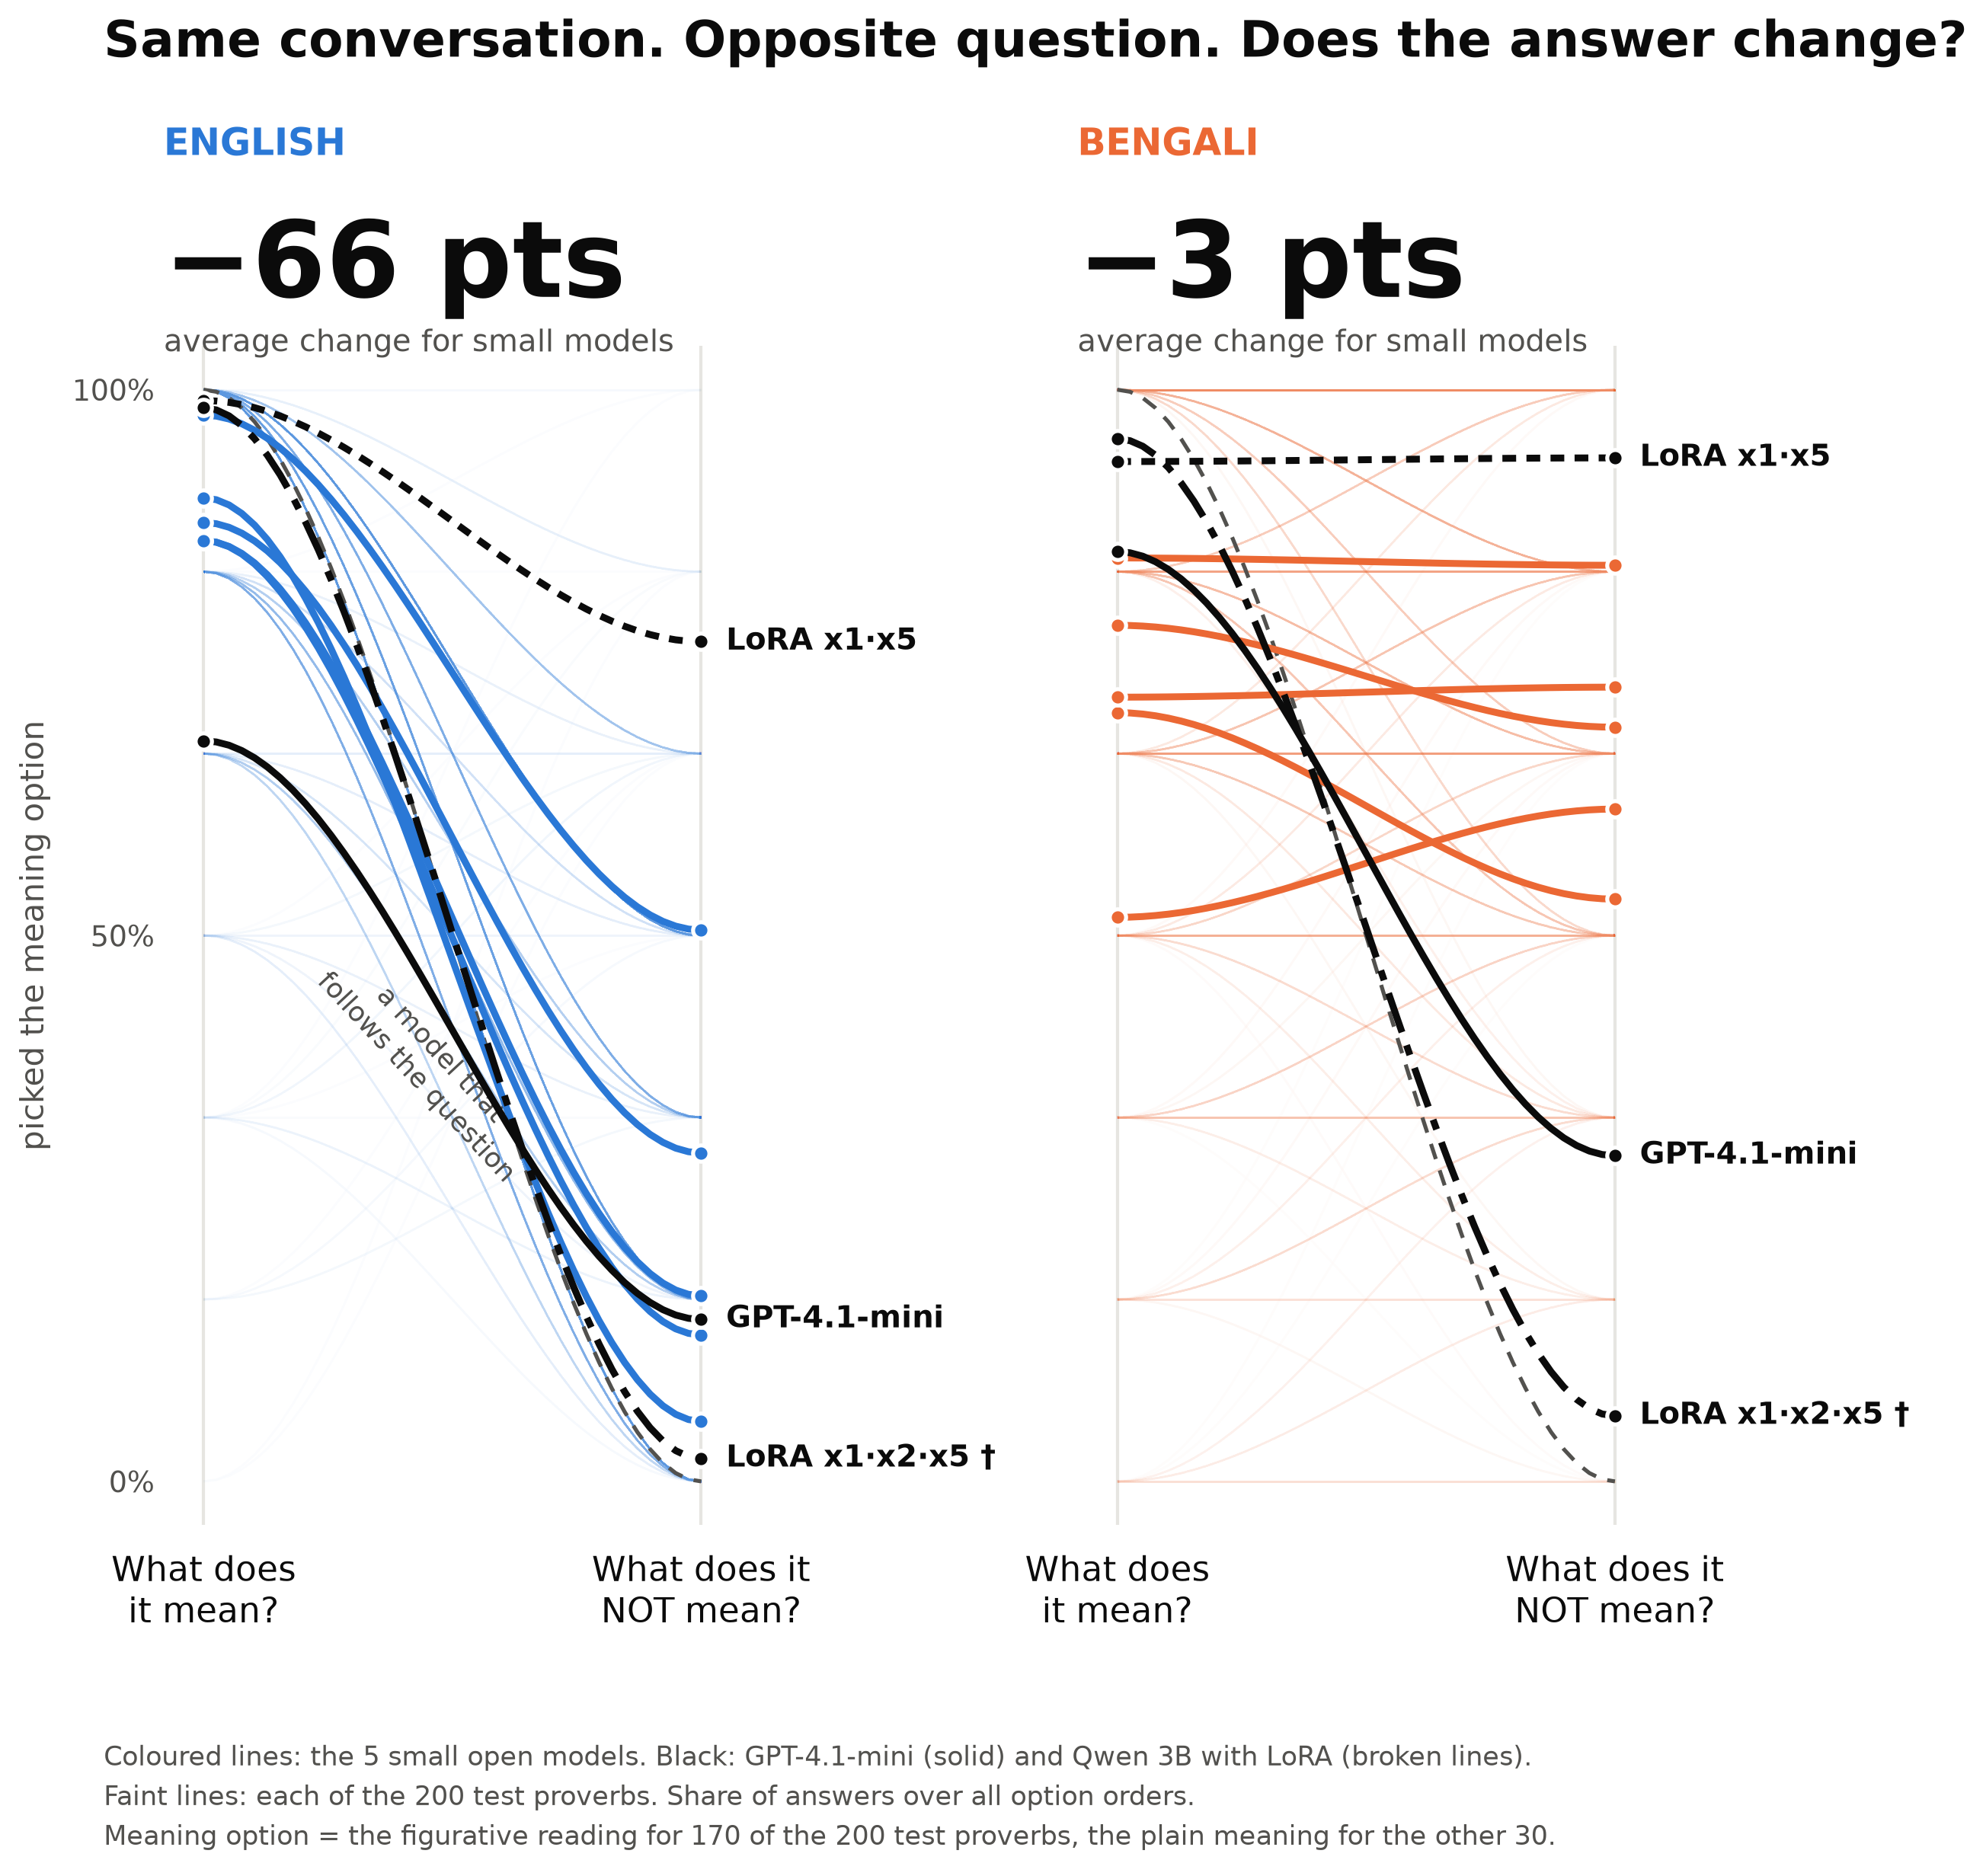 Same conversation. Opposite question. Does the answer change?
ENGLISH
−66 pts
average change for small models
BENGALI
−3 pts
average change for small models
picked the meaning option
100%
50%
0%
LoRA x1·x5
a model that
follows the question
GPT-4.1-mini
LoRA x1·x2·x5 †
LoRA x1·x5
GPT-4.1-mini
LoRA x1·x2·x5 †
What does
it mean?
What does it
NOT mean?
What does
it mean?
What does it
NOT mean?
Coloured lines: the 5 small open models. Black: GPT-4.1-mini (solid) and Qwen 3B with LoRA (broken lines).
Faint lines: each of the 200 test proverbs. Share of answers over all option orders.
Meaning option = the figurative reading for 170 of the 200 test proverbs, the plain meaning for the other 30.